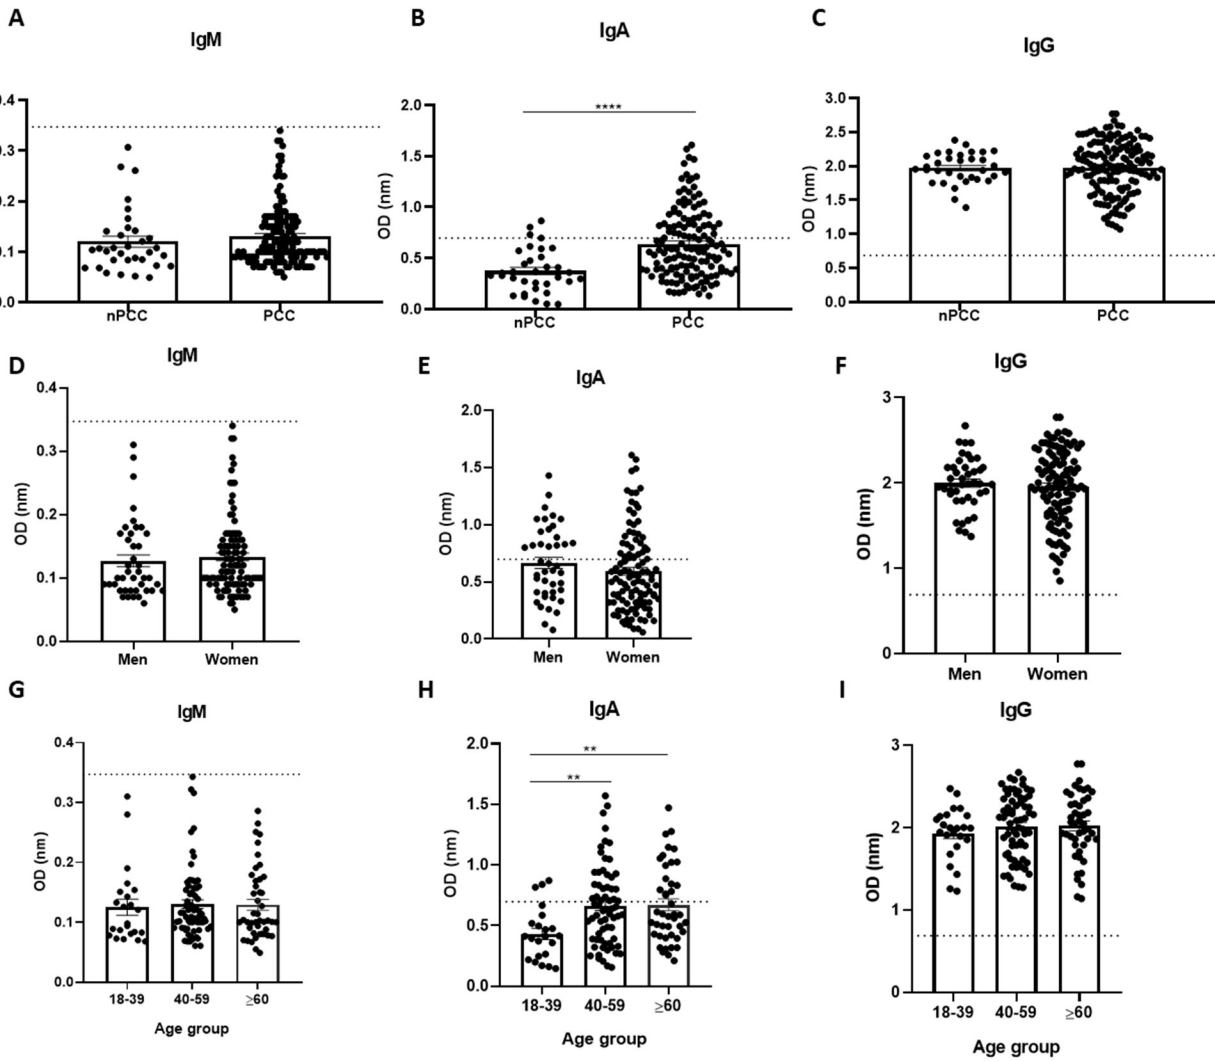 A
IgM
0.4
0.3
0.2
0.1
0.0
nPCC
PCC
B
IgA
OD (nm)
2.0
1.5
1.0
0.5
0.0
****
nPCC
PCC
C
IgG
OD (nm)
3.0
2.5
2.0
1.5
1.0
0.5
0.0
nPCC
PCC
D
IgM
OD (nm)
0.4
0.3
0.2
0.1
0.0
Men
Women
E
IgA
OD (nm)
2.0
1.5
1.0
0.5
0.0
Men
Women
F
IgG
OD (nm)
3
2
1
0
Men
Women
G
IgM
OD (nm)
0.4
0.3
0.2
0.1
0.0
18-39
40-59
≥60
Age group
H
IgA
OD (nm)
2.0
1.5
1.0
0.5
0.0
**
**
18-39
40-59
≥60
Age group
I
IgG
OD (nm)
3
2
1
0
18-39
40-59
≥60
Age group